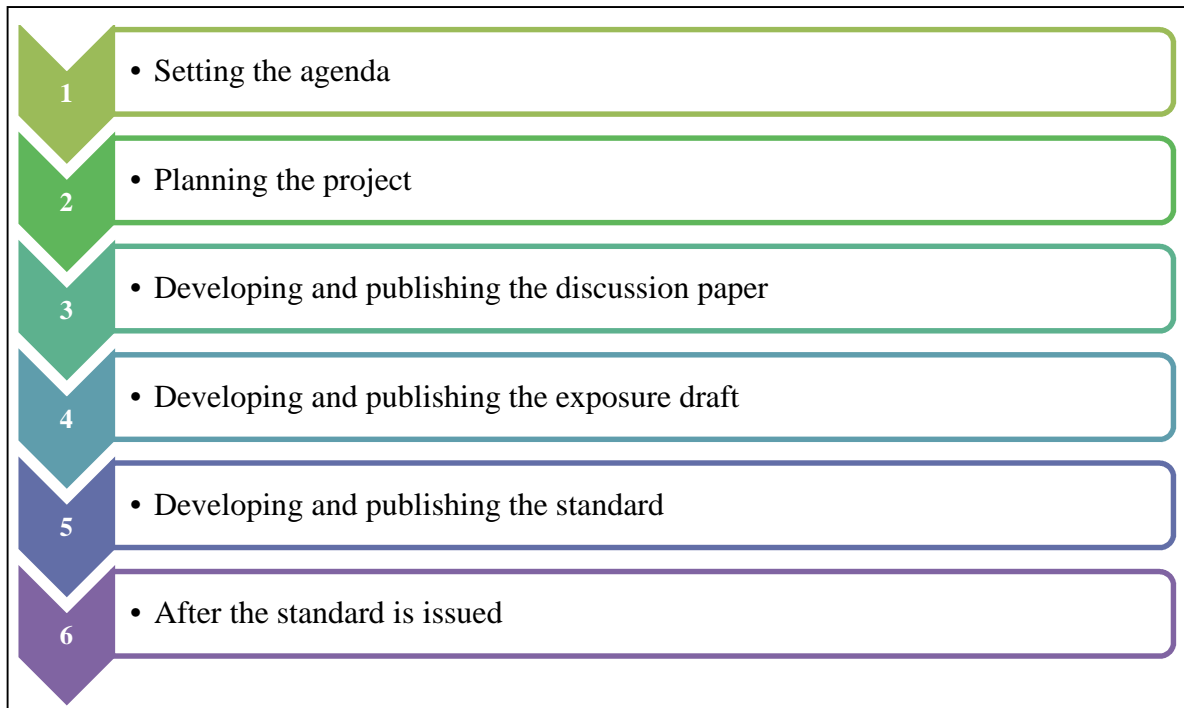 1
• Setting the agenda
2
• Planning the project
3
• Developing and publishing the discussion paper
4
• Developing and publishing the exposure draft
5
• Developing and publishing the standard
6
• After the standard is issued